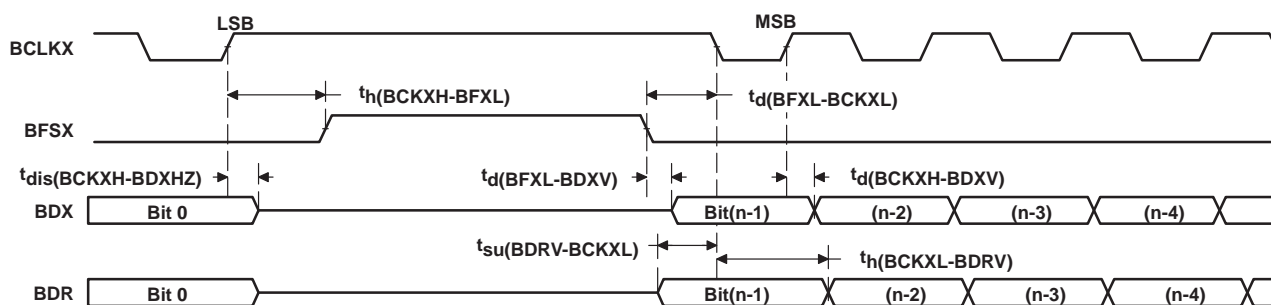 LSB MSB
BCLKX
th(BCKXH-BFXL) td(BFXL-BCKXL)
BFSX
tdis(BCKXH-BDXHZ) td(BFXL-BDXV) td(BCKXH-BDXV)
BDX Bit 0 Bit(n-1) (n-2) (n-3) (n-4)
tsu(BDRV-BCKXL) th(BCKXL-BDRV)
BDR Bit 0 Bit(n-1) (n-2) (n-3) (n-4)